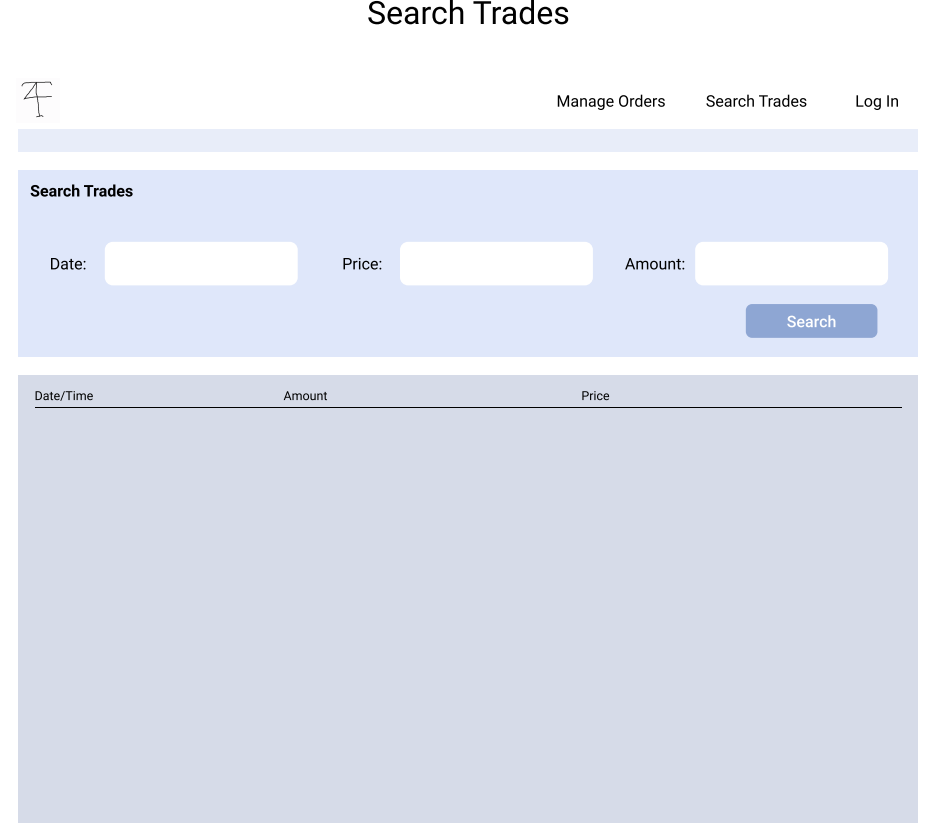 Search Trades
Manage Orders Search Trades Log In
Search Trades
Date: Price: Amount:
Search
Date/Time Amount Price